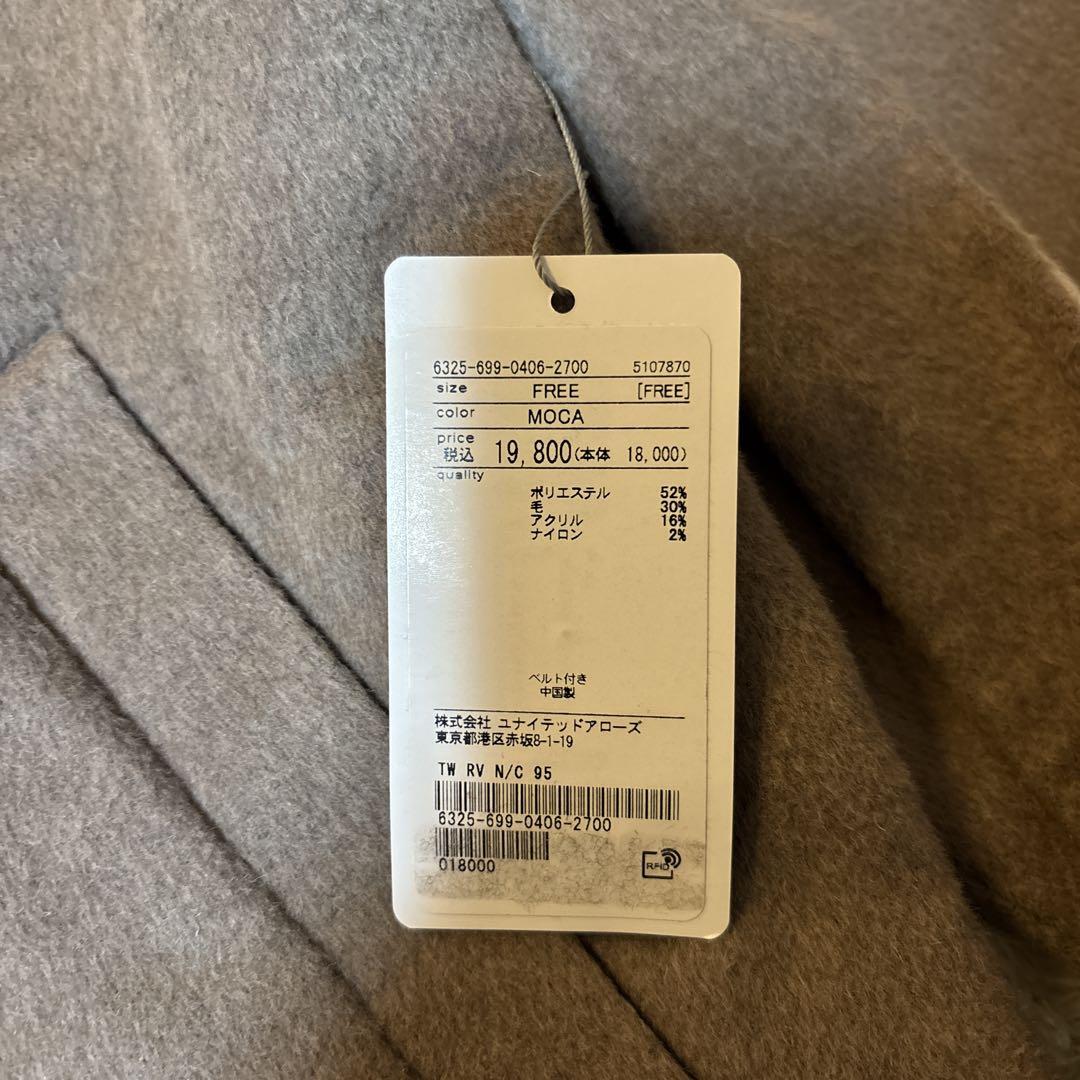 6325-699-0406-2700 5107870
size FREE [FREE]
color MOCA
price
税込 19,800(本体 18,000)
quality
ポリエステル 52%
毛 30%
アクリル 16%
ナイロン 2%
ベルト付き
中国製
株式会社 ユナイテッドアローズ
東京都港区赤坂8-1-19
TW RV N/C 95
6325-699-0406-2700
018000
RFID